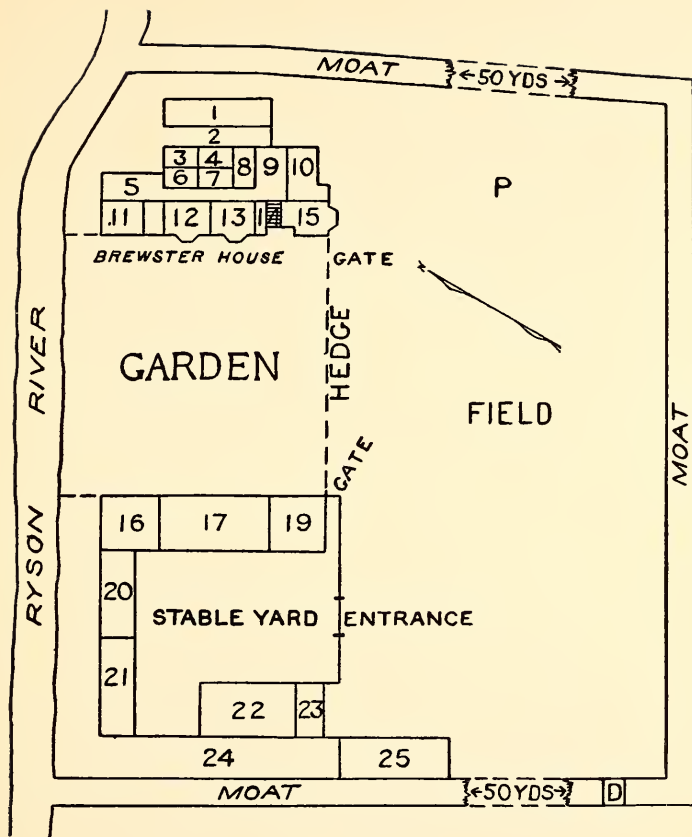 MOAT
50 YDS
1
2
3 4 8 9 10
6 7
5
P
11 12 13 1 15
BREWSTER HOUSE GATE
GARDEN
HEDGE
FIELD
MOAT
RYSON RIVER
GATE
16 17 19
20
STABLE YARD ENTRANCE
21
22 23
24 25
MOAT
50 YDS
D